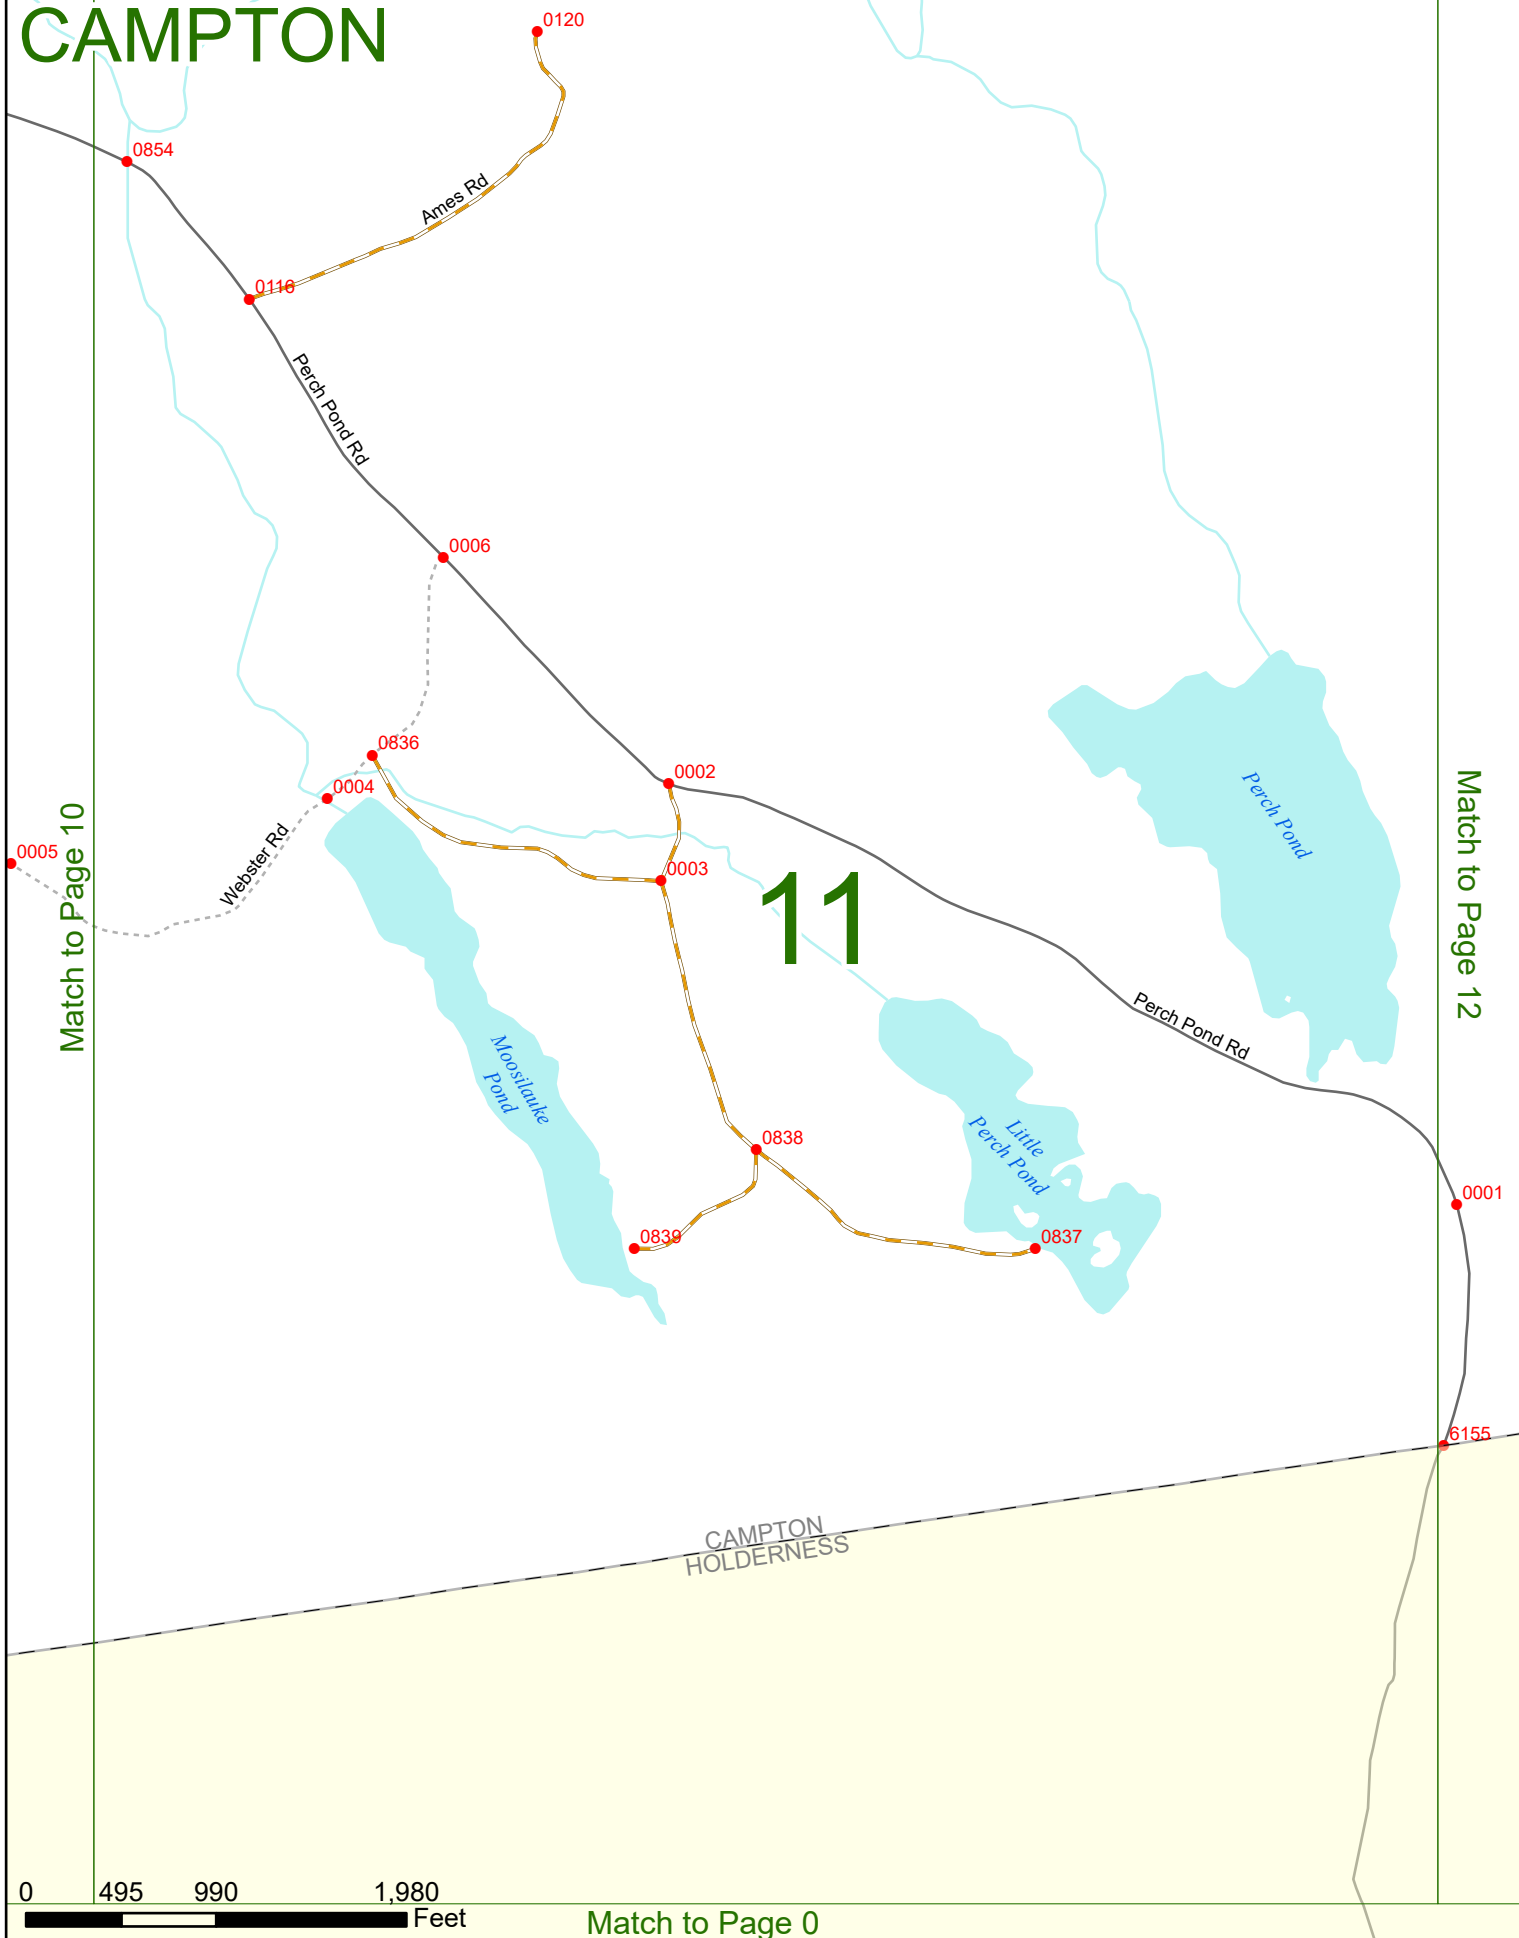 CAMPTON
0120
0854
Ames Rd
0116
Perch Pond Rd
0006
0836
0002
0004
Perch Pond
Match to Page 10
Match to Page 12
Webster Rd
0005
0003
11
Perch Pond Rd
Moosilauke
Pond
Little
Perch Pond
0838
0001
0839
0837
6155
CAMPTON
HOLDERNESS
0 495 990 1,980
Feet
Match to Page 0